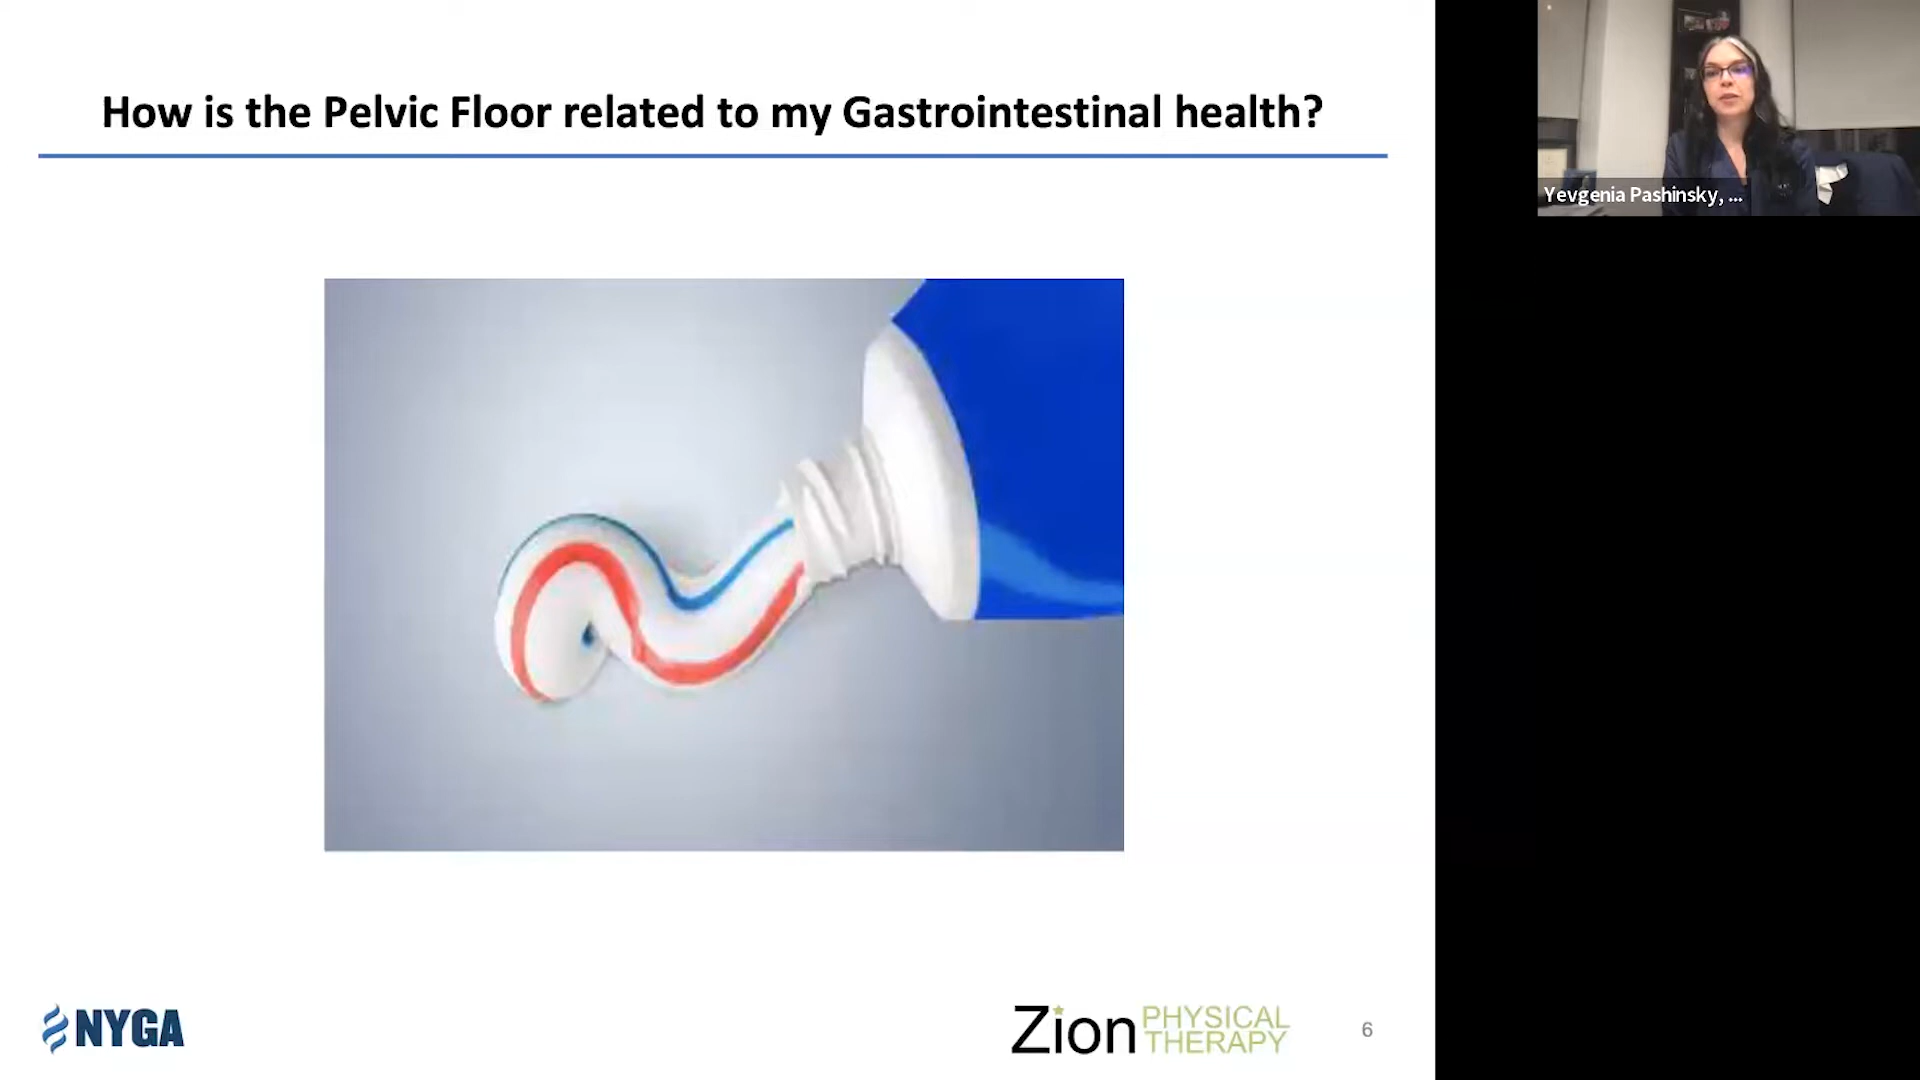 How is the Pelvic Floor related to my Gastrointestinal health?
Yevgenia Pashinsky, ...
NYGA
Zion PHYSICAL
THERAPY
6